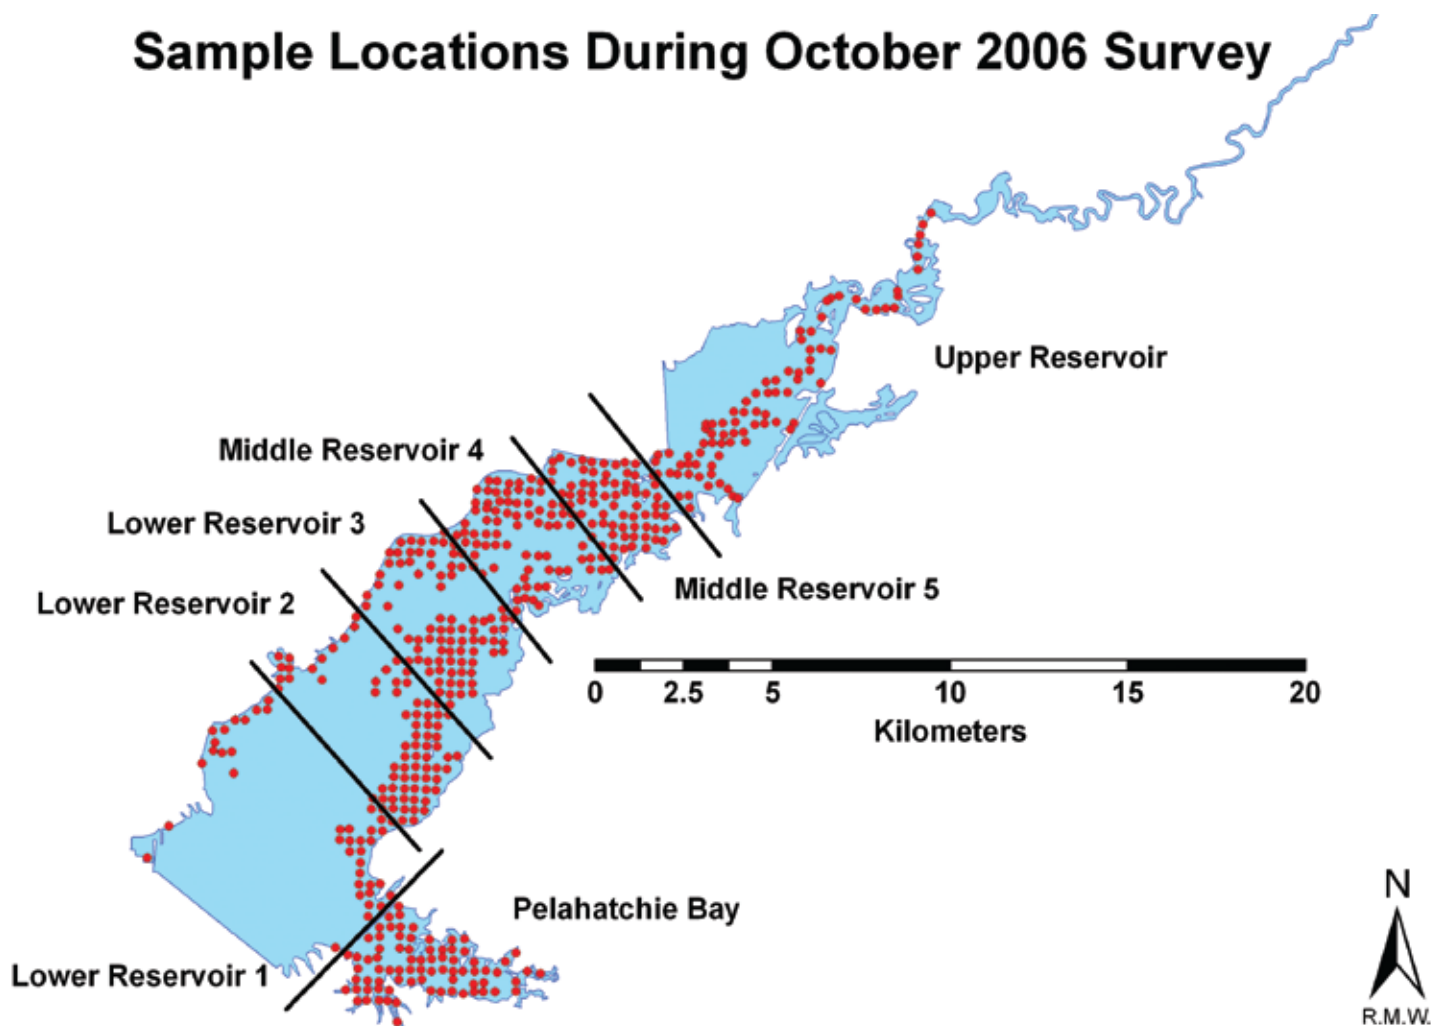 Sample Locations During October 2006 Survey
Upper Reservoir
Middle Reservoir 4
Lower Reservoir 3
Middle Reservoir 5
Lower Reservoir 2
0 2.5 5 10 15 20
Kilometers
N
Pelahatchie Bay
Lower Reservoir 1
R.M.W.